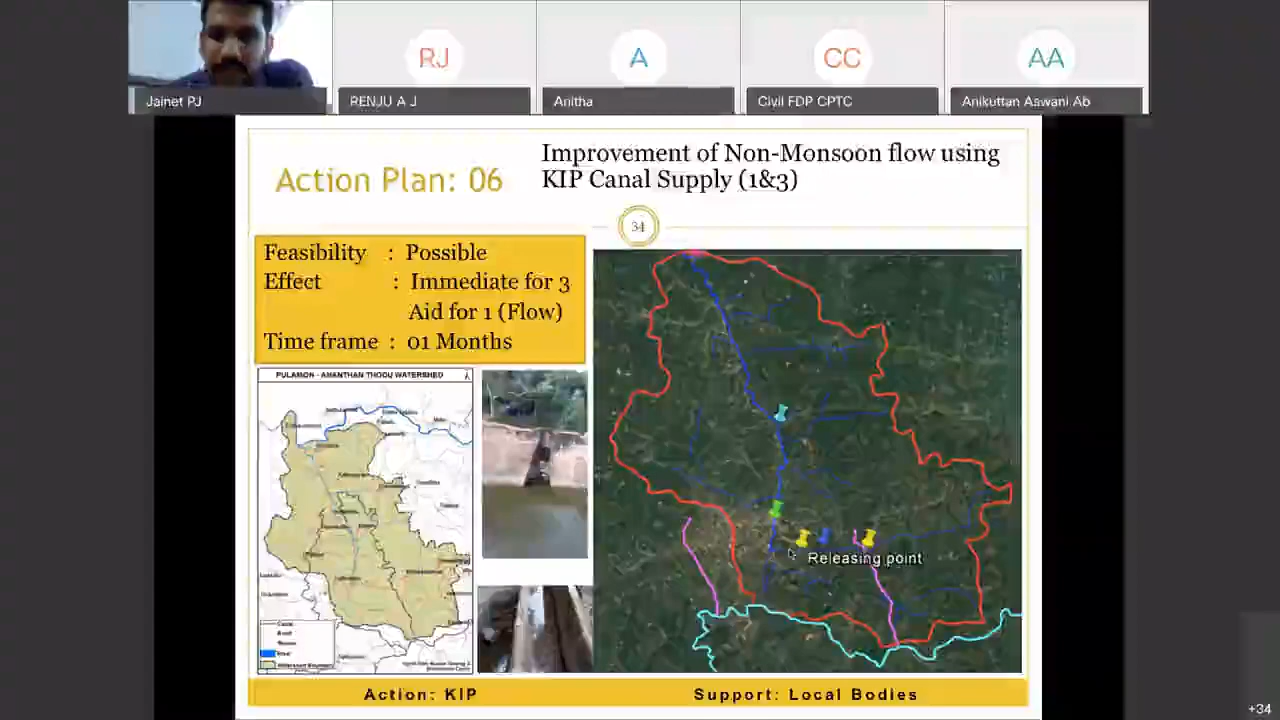 RJ
A
CC
AA
Jainet PJ
RENJU A J
Anitha
Civil FDP CPTC
Anikuttan Aswani Ab
Action Plan: 06
Improvement of Non-Monsoon flow using
KIP Canal Supply (1&3)
34
Feasibility : Possible
Effect : Immediate for 3
Aid for 1 (Flow)
Time frame : 01 Months
PULAMON - ANANTHAN THODU WATERSHED
Releasing point
Action: KIP
Support: Local Bodies
+34